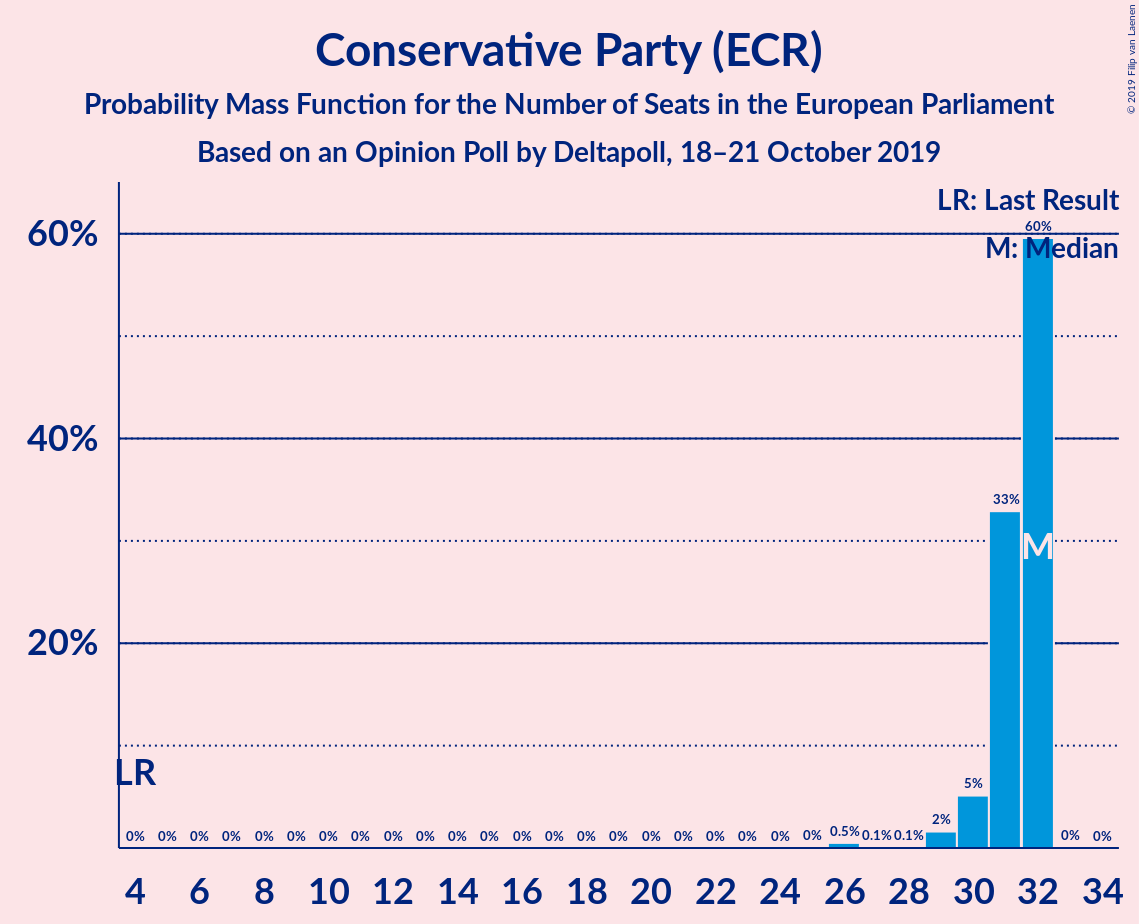 Conservative Party (ECR)
Probability Mass Function for the Number of Seats in the European Parliament
Based on an Opinion Poll by Deltapoll, 18–21 October 2019
© 2019 Filip van Laenen
LR: Last Result
M: Median
60%
40%
20%
LR
M
0% 0% 0% 0% 0% 0% 0% 0% 0% 0% 0% 0% 0% 0% 0% 0% 0% 0% 0% 0% 0% 0% 0.5% 0.1% 0.1% 2% 5% 33% 60% 0% 0%
4 6 8 10 12 14 16 18 20 22 24 26 28 30 32 34